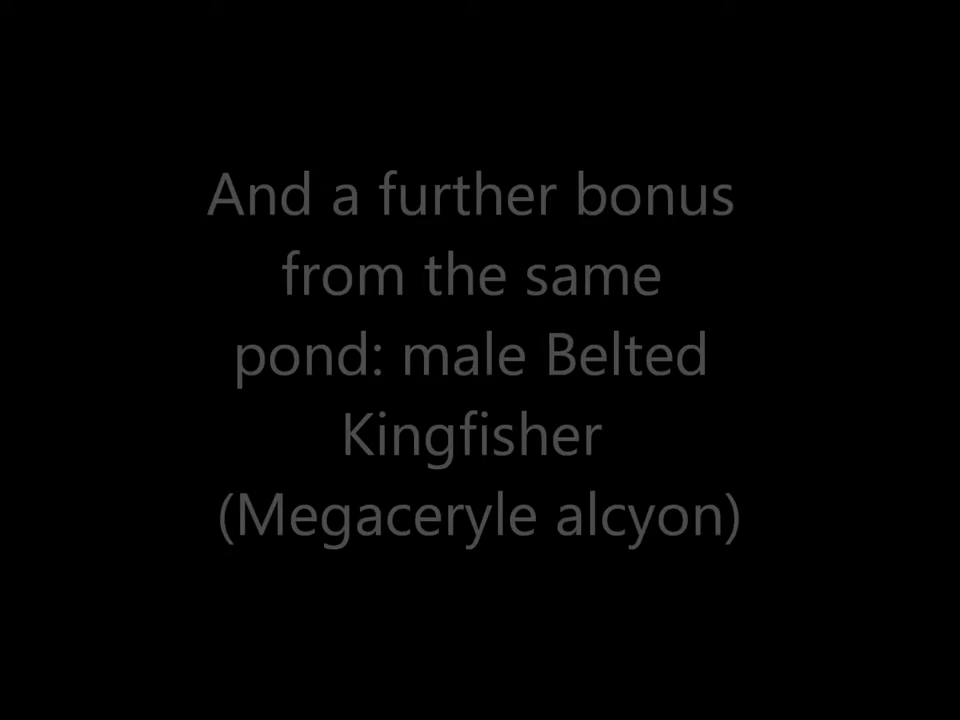 And a further bonus
from the same
pond: male Belted
Kingfisher
(Megaceryle alcyon)